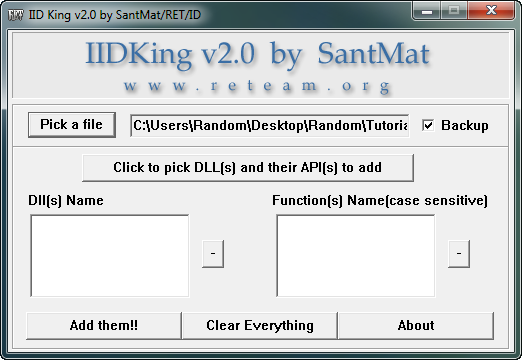 IID King v2.0 by SantMat/RET/ID
IIDKing v2.0 by SantMat
www.reteam.org
Pick a file
C:\Users\Random\Desktop\Random\Tutoria
Backup
Click to pick DLL(s) and their API(s) to add
Dll(s) Name
Function(s) Name(case sensitive)
-
-
Add them!!
Clear Everything
About